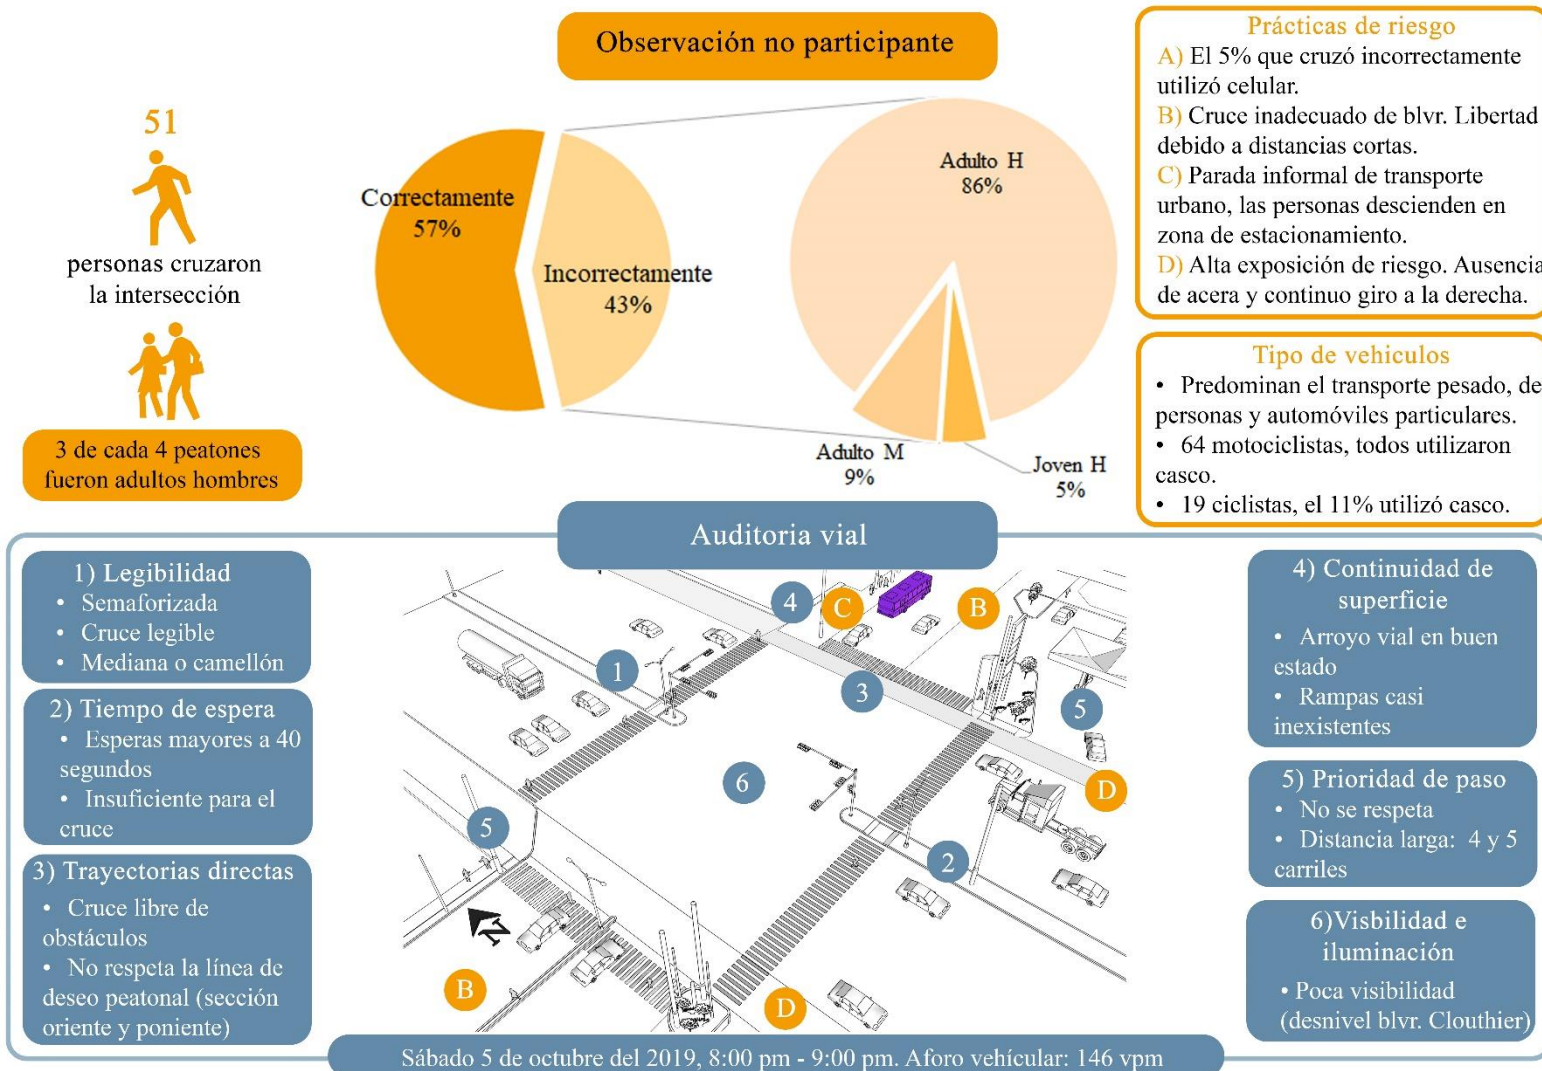 Observación no participante
51
personas cruzaron
la intersección
3 de cada 4 peatones
fueron adultos hombres
Correctamente
57%
Incorrectamente
43%
Adulto H
86%
Adulto M
9%
Joven H
5%
Prácticas de riesgo
A) El 5% que cruzó incorrectamente
utilizó celular.
B) Cruce inadecuado de blvr. Libertad
debido a distancias cortas.
C) Parada informal de transporte
urbano, las personas descienden en
zona de estacionamiento.
D) Alta exposición de riesgo. Ausencia
de acera y continuo giro a la derecha.
Tipo de vehiculos
• Predominan el transporte pesado, de
personas y automóviles particulares.
• 64 motociclistas, todos utilizaron
casco.
• 19 ciclistas, el 11% utilizó casco.
Auditoria vial
1) Legibilidad
• Semaforizada
• Cruce legible
• Mediana o camellón
2) Tiempo de espera
• Esperas mayores a 40
segundos
• Insuficiente para el
cruce
3) Trayectorias directas
• Cruce libre de
obstáculos
• No respeta la línea de
deseo peatonal (sección
oriente y poniente)
4
C
B
1
3
5
6
D
5
2
N
B
D
4) Continuidad de
superficie
• Arroyo vial en buen
estado
• Rampas casi
inexistentes
5) Prioridad de paso
• No se respeta
• Distancia larga: 4 y 5
carriles
6)Visbilidad e
iluminación
• Poca visibilidad
(desnivel blvr. Clouthier)
Sábado 5 de octubre del 2019, 8:00 pm - 9:00 pm. Aforo vehícular: 146 vpm